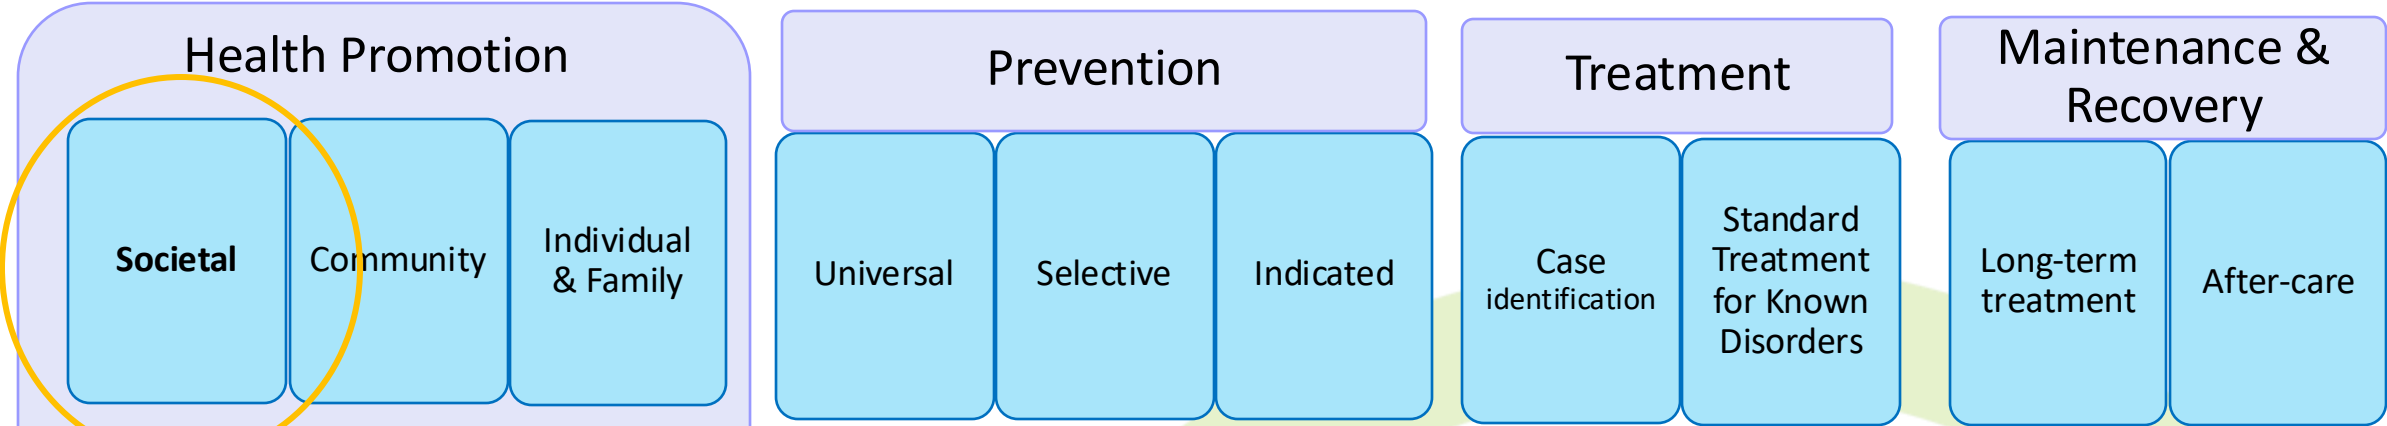 Health Promotion
Societal
Community
Individual
& Family
Prevention
Universal
Selective
Indicated
Treatment
Case
identification
Standard
Treatment
for Known
Disorders
Maintenance &
Recovery
Long-term
treatment
After-care